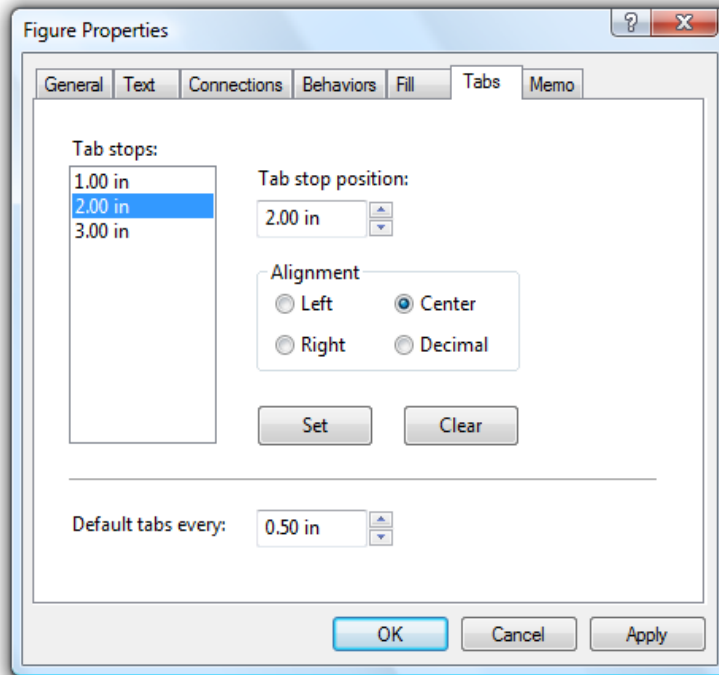 Figure Properties ?
General Text Connections Behaviors Fill Tabs Memo
Tab stops:
1.00 in
2.00 in
3.00 in
Tab stop position:
2.00 in
Alignment
Left Center
Right Decimal
Set Clear
Default tabs every: 0.50 in
OK Cancel Apply